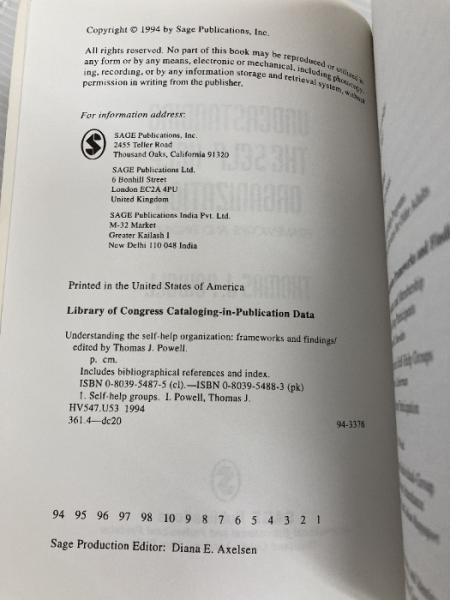 Copyright © 1994 by Sage Publications, Inc.
All rights reserved. No part of this book may be reproduced or utilized in
any form or by any means, electronic or mechanical, including photocopy-
ing, recording, or by any information storage and retrieval system, without
permission in writing from the publisher.
For information address:
S
SAGE Publications, Inc.
2455 Teller Road
Thousand Oaks, California 91320
SAGE Publications Ltd.
6 Bonhill Street
London EC2A 4PU
United Kingdom
SAGE Publications India Pvt. Ltd.
M-32 Market
Greater Kailash I
New Delhi 110 048 India
Printed in the United States of America
Library of Congress Cataloging-in-Publication Data
Understanding the self-help organization: frameworks and findings/
edited by Thomas J. Powell.
p. cm.
Includes bibliographical references and index.
ISBN 0-8039-5487-5 (cl).—ISBN 0-8039-5488-3 (pk)
1. Self-help groups. I. Powell, Thomas J.
HV547.U53 1994
361.4—dc20 94-3376
94 95 96 97 98 10 9 8 7 6 5 4 3 2 1
Sage Production Editor: Diana E. Axelsen